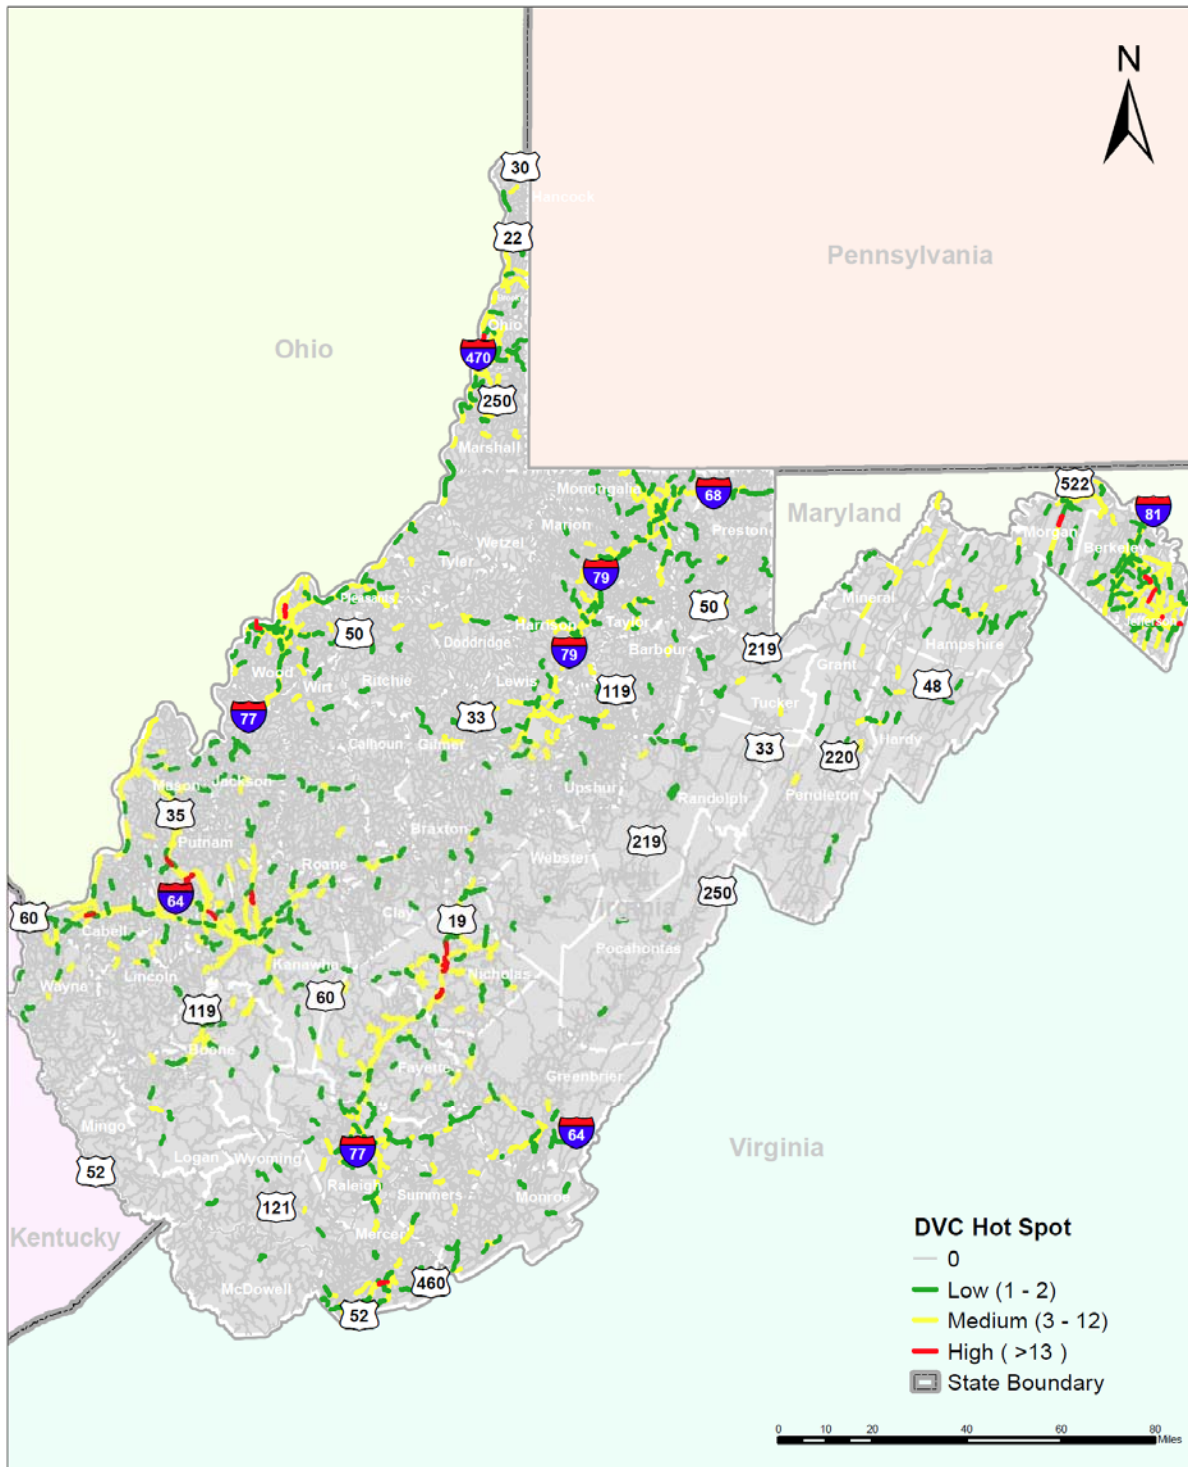 N
30
Hancock
22
Pennsylvania
Ohio
Ohio
470
250
Marshall
Monongalia
68
522
81
Maryland
Marion
Preston
Morgan
Berkeley
Wetzel
Tyler
79
Mineral
Pleasants
50
50
Harrison
Taylor
Jefferson
Doddridge
79
Barbour
219
Hampshire
Wood
Wirt
Ritchie
Lewis
119
Grant
48
77
33
Tucker
Calhoun
Gilmer
33
220
Hardy
Mason
Jackson
Upshur
Randolph
Pendleton
35
Putnam
Braxton
219
Roane
Webster
West
64
250
60
Clay
19
Virginia
Cabell
Pocahontas
Kanawha
Nicholas
Wayne
Lincoln
60
119
Boone
Fayette
Greenbrier
64
Mingo
77
Virginia
Logan
Wyoming
52
Raleigh
Summers
Monroe
121
Kentucky
Mercer
McDowell
460
52
DVC Hot Spot
0
Low (1 - 2)
Medium (3 - 12)
High ( >13 )
State Boundary
0 10 20 40 60 80
Miles